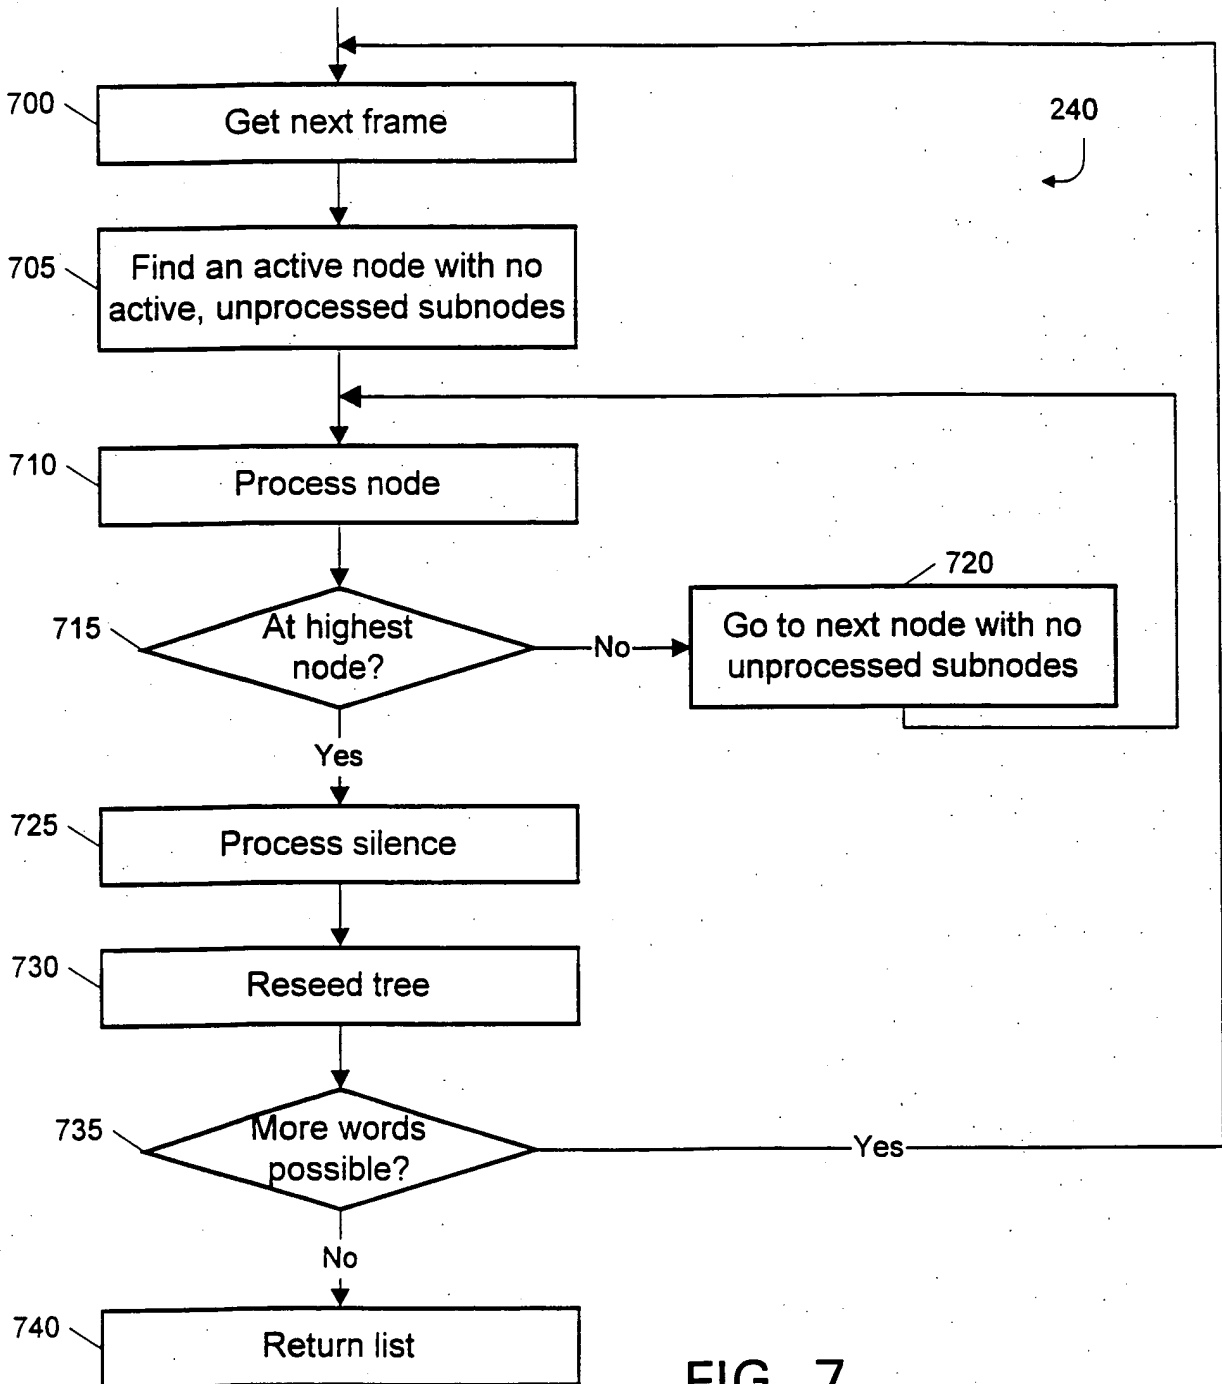 700
Get next frame
240
705
Find an active node with no
active, unprocessed subnodes
710
Process node
720
715
At highest
node?
No
Go to next node with no
unprocessed subnodes
Yes
725
Process silence
730
Reseed tree
735
More words
possible?
Yes
No
740
Return list
FIG. 7